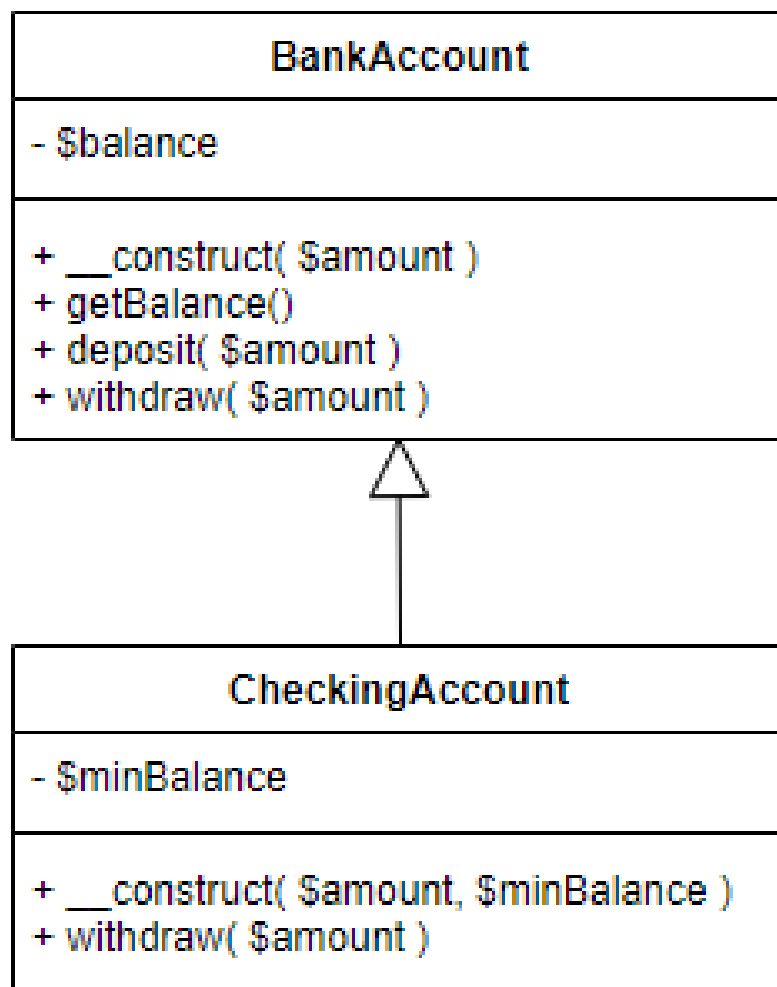 BankAccount
- $balance
+ __construct( $amount )
+ getBalance()
+ deposit( $amount )
+ withdraw( $amount )
CheckingAccount
- $minBalance
+ __construct( $amount, $minBalance )
+ withdraw( $amount )